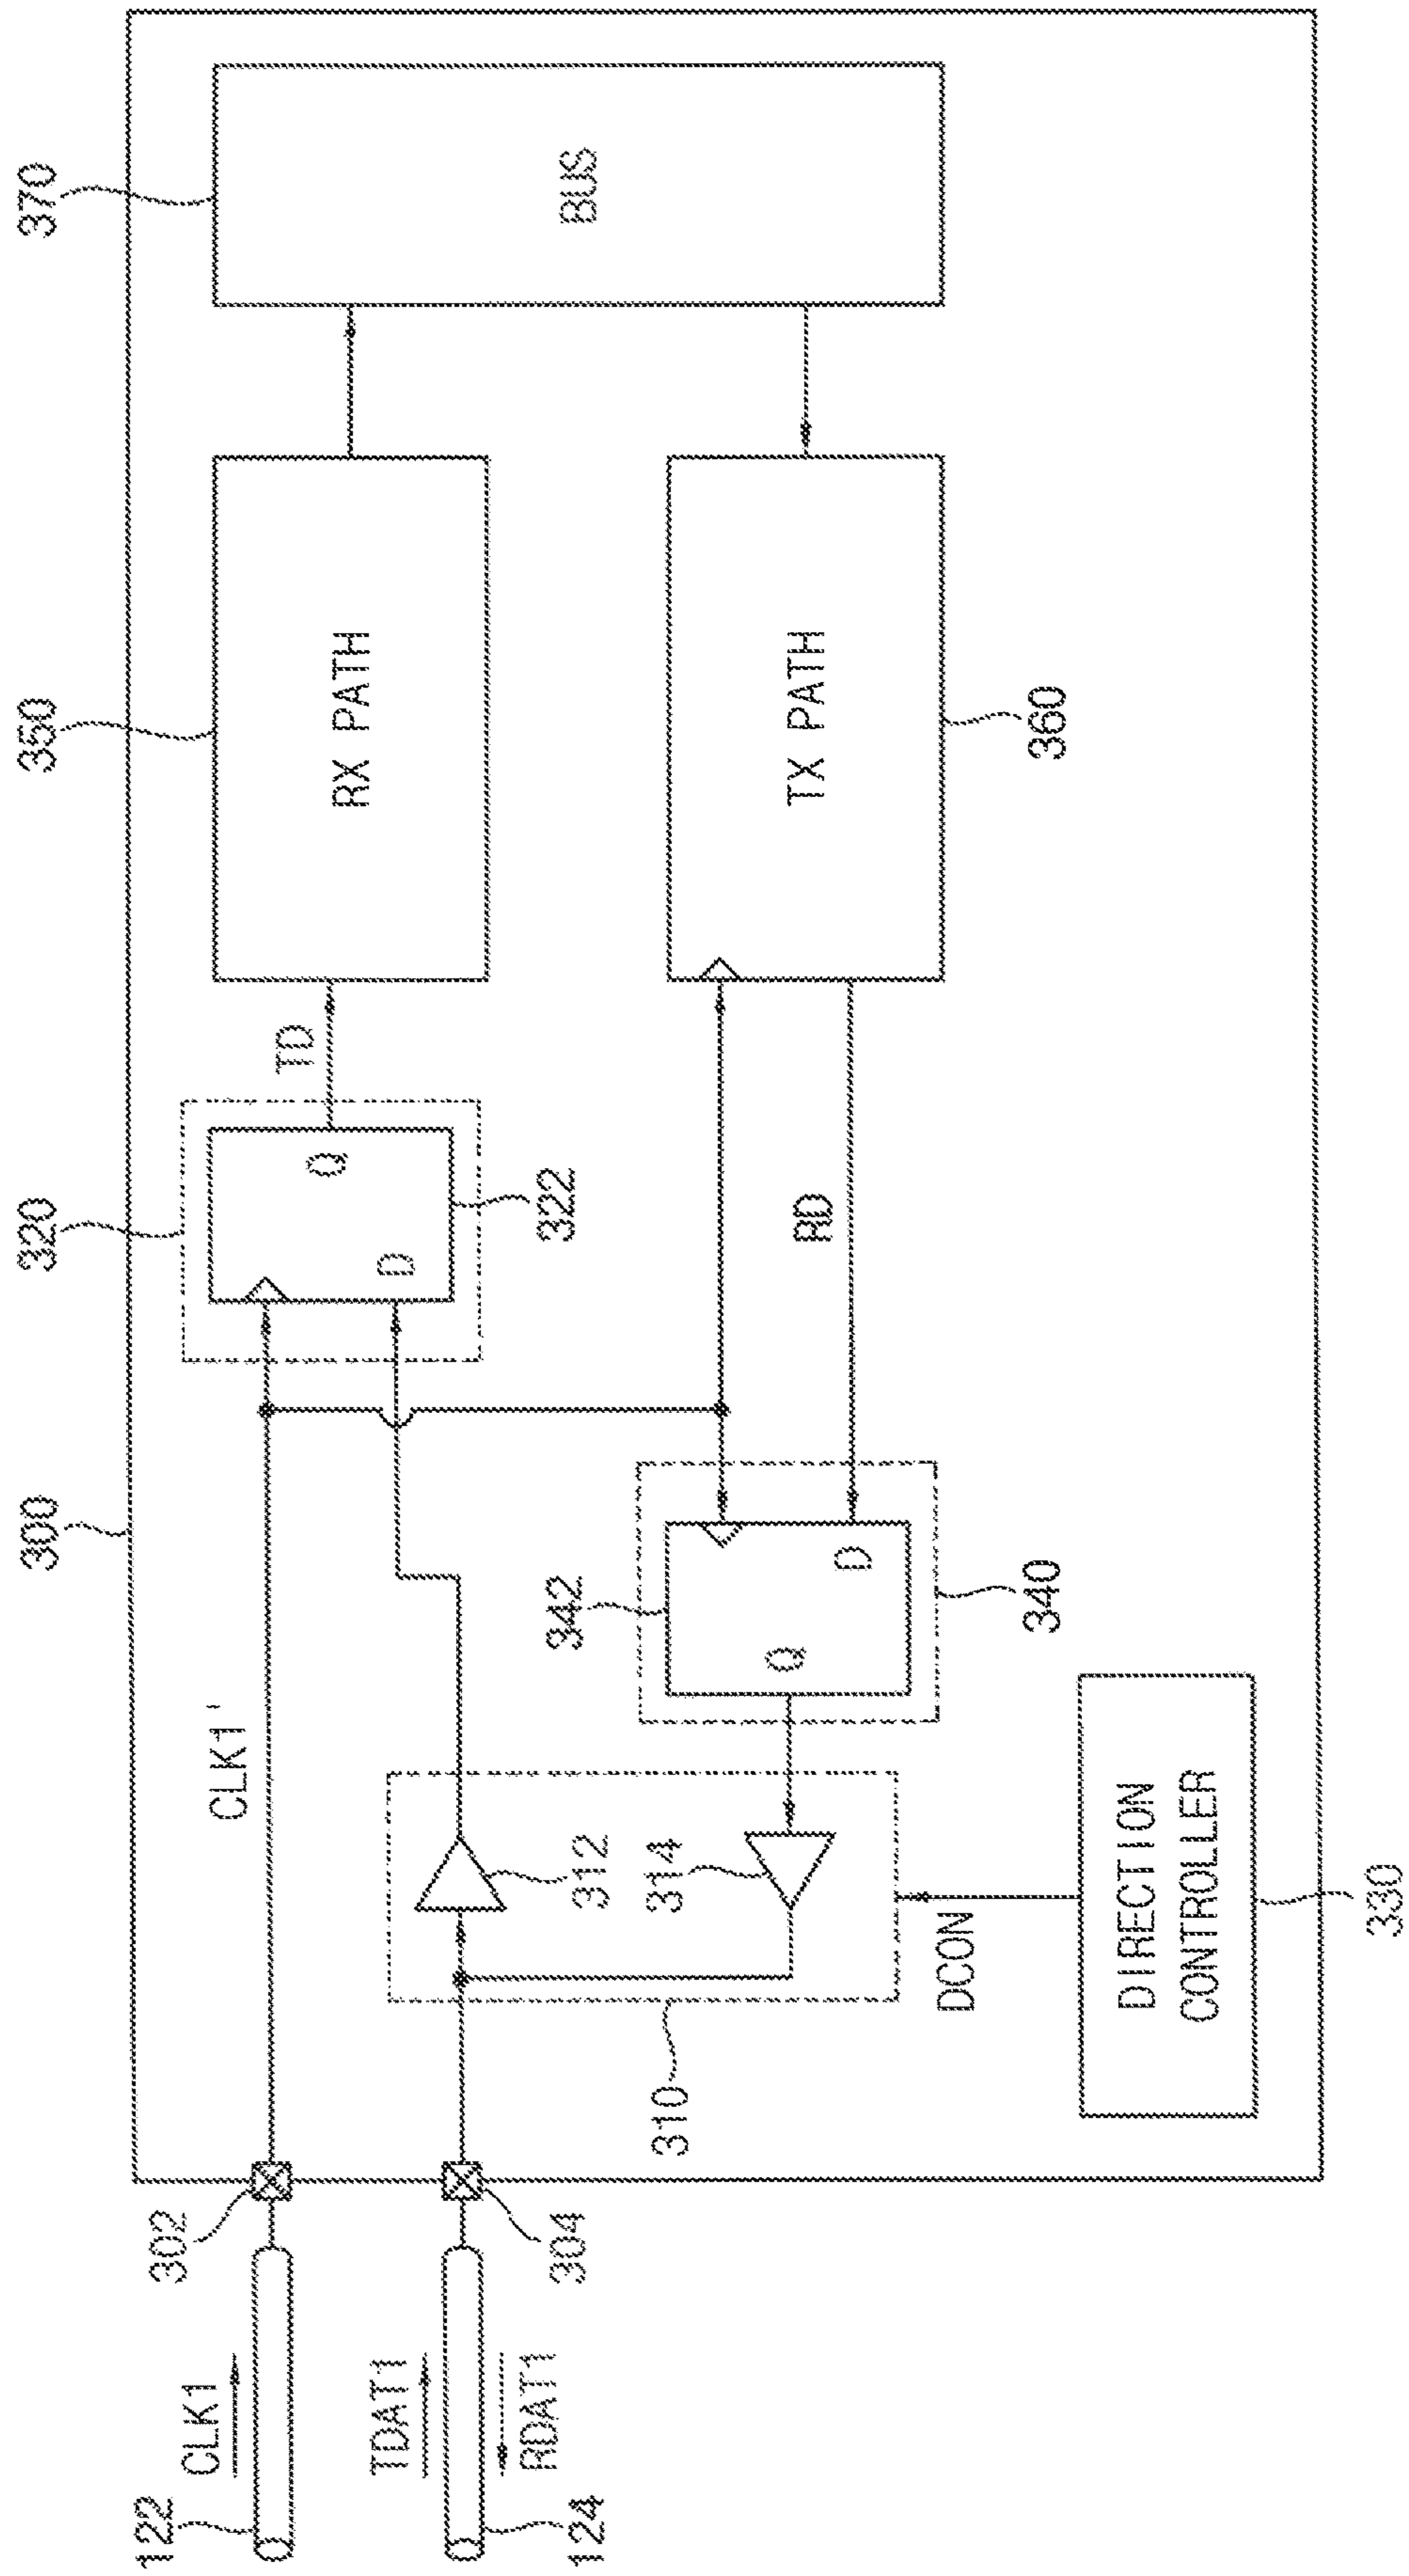 300
320
350
370
CLK1'
TD
RX PATH
BUS
Q
D
322
122
CLK1
302
TDAT1
RDAT1
124
304
310
312
314
342
Q
D
340
RD
TX PATH
360
DCON
DIRECTION
CONTROLLER
330